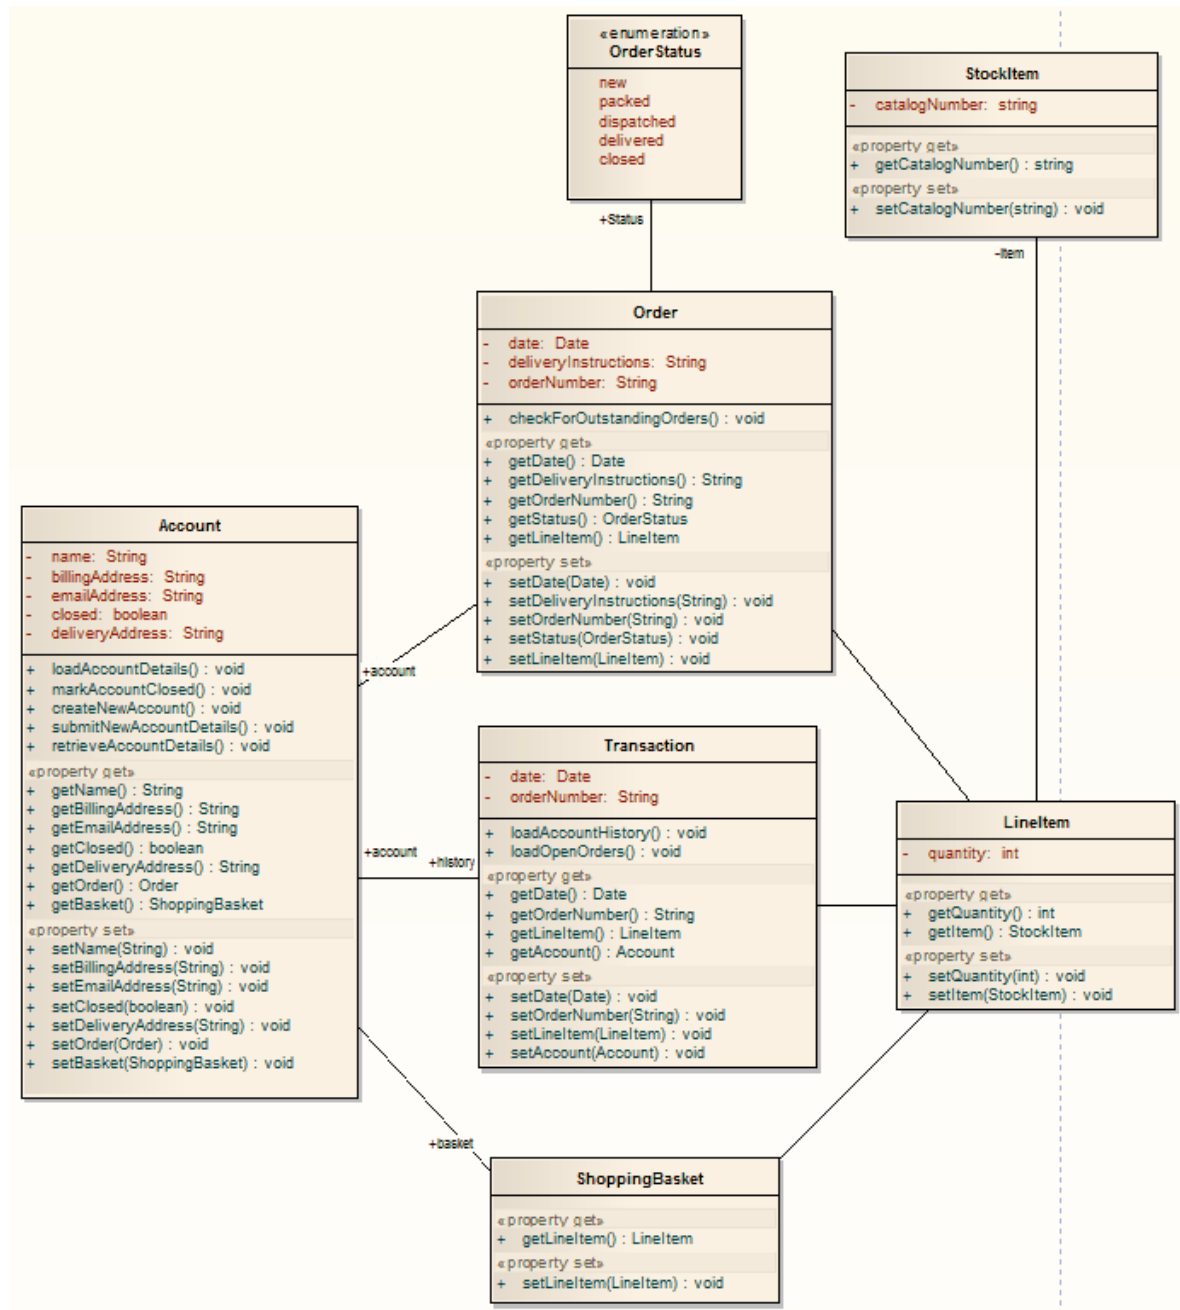 «enumeration»
OrderStatus
new
packed
dispatched
delivered
closed
+Status
StockItem
- catalogNumber: string
«property get»
+ getCatalogNumber() : string
«property set»
+ setCatalogNumber(string) : void
-Item
Order
- date: Date
- deliveryInstructions: String
- orderNumber: String
+ checkForOutstandingOrders() : void
«property get»
+ getDate() : Date
+ getDeliveryInstructions() : String
+ getOrderNumber() : String
+ getStatus() : OrderStatus
+ getLineItem() : LineItem
«property set»
+ setDate(Date) : void
+ setDeliveryInstructions(String) : void
+ setOrderNumber(String) : void
+ setStatus(OrderStatus) : void
+ setLineItem(LineItem) : void
Account
- name: String
- billingAddress: String
- emailAddress: String
- closed: boolean
- deliveryAddress: String
+ loadAccountDetails() : void
+ markAccountClosed() : void
+ createNewAccount() : void
+ submitNewAccountDetails() : void
+ retrieveAccountDetails() : void
«property get»
+ getName() : String
+ getBillingAddress() : String
+ getEmailAddress() : String
+ getClosed() : boolean
+ getDeliveryAddress() : String
+ getOrder() : Order
+ getBasket() : ShoppingBasket
«property set»
+ setName(String) : void
+ setBillingAddress(String) : void
+ setEmailAddress(String) : void
+ setClosed(boolean) : void
+ setDeliveryAddress(String) : void
+ setOrder(Order) : void
+ setBasket(ShoppingBasket) : void
+account
+account
+history
+basket
Transaction
- date: Date
- orderNumber: String
+ loadAccountHistory() : void
+ loadOpenOrders() : void
«property get»
+ getDate() : Date
+ getOrderNumber() : String
+ getLineItem() : LineItem
+ getAccount() : Account
«property set»
+ setDate(Date) : void
+ setOrderNumber(String) : void
+ setLineItem(LineItem) : void
+ setAccount(Account) : void
LineItem
- quantity: int
«property get»
+ getQuantity() : int
+ getItem() : StockItem
«property set»
+ setQuantity(int) : void
+ setItem(StockItem) : void
ShoppingBasket
«property get»
+ getLineItem() : LineItem
«property set»
+ setLineItem(LineItem) : void